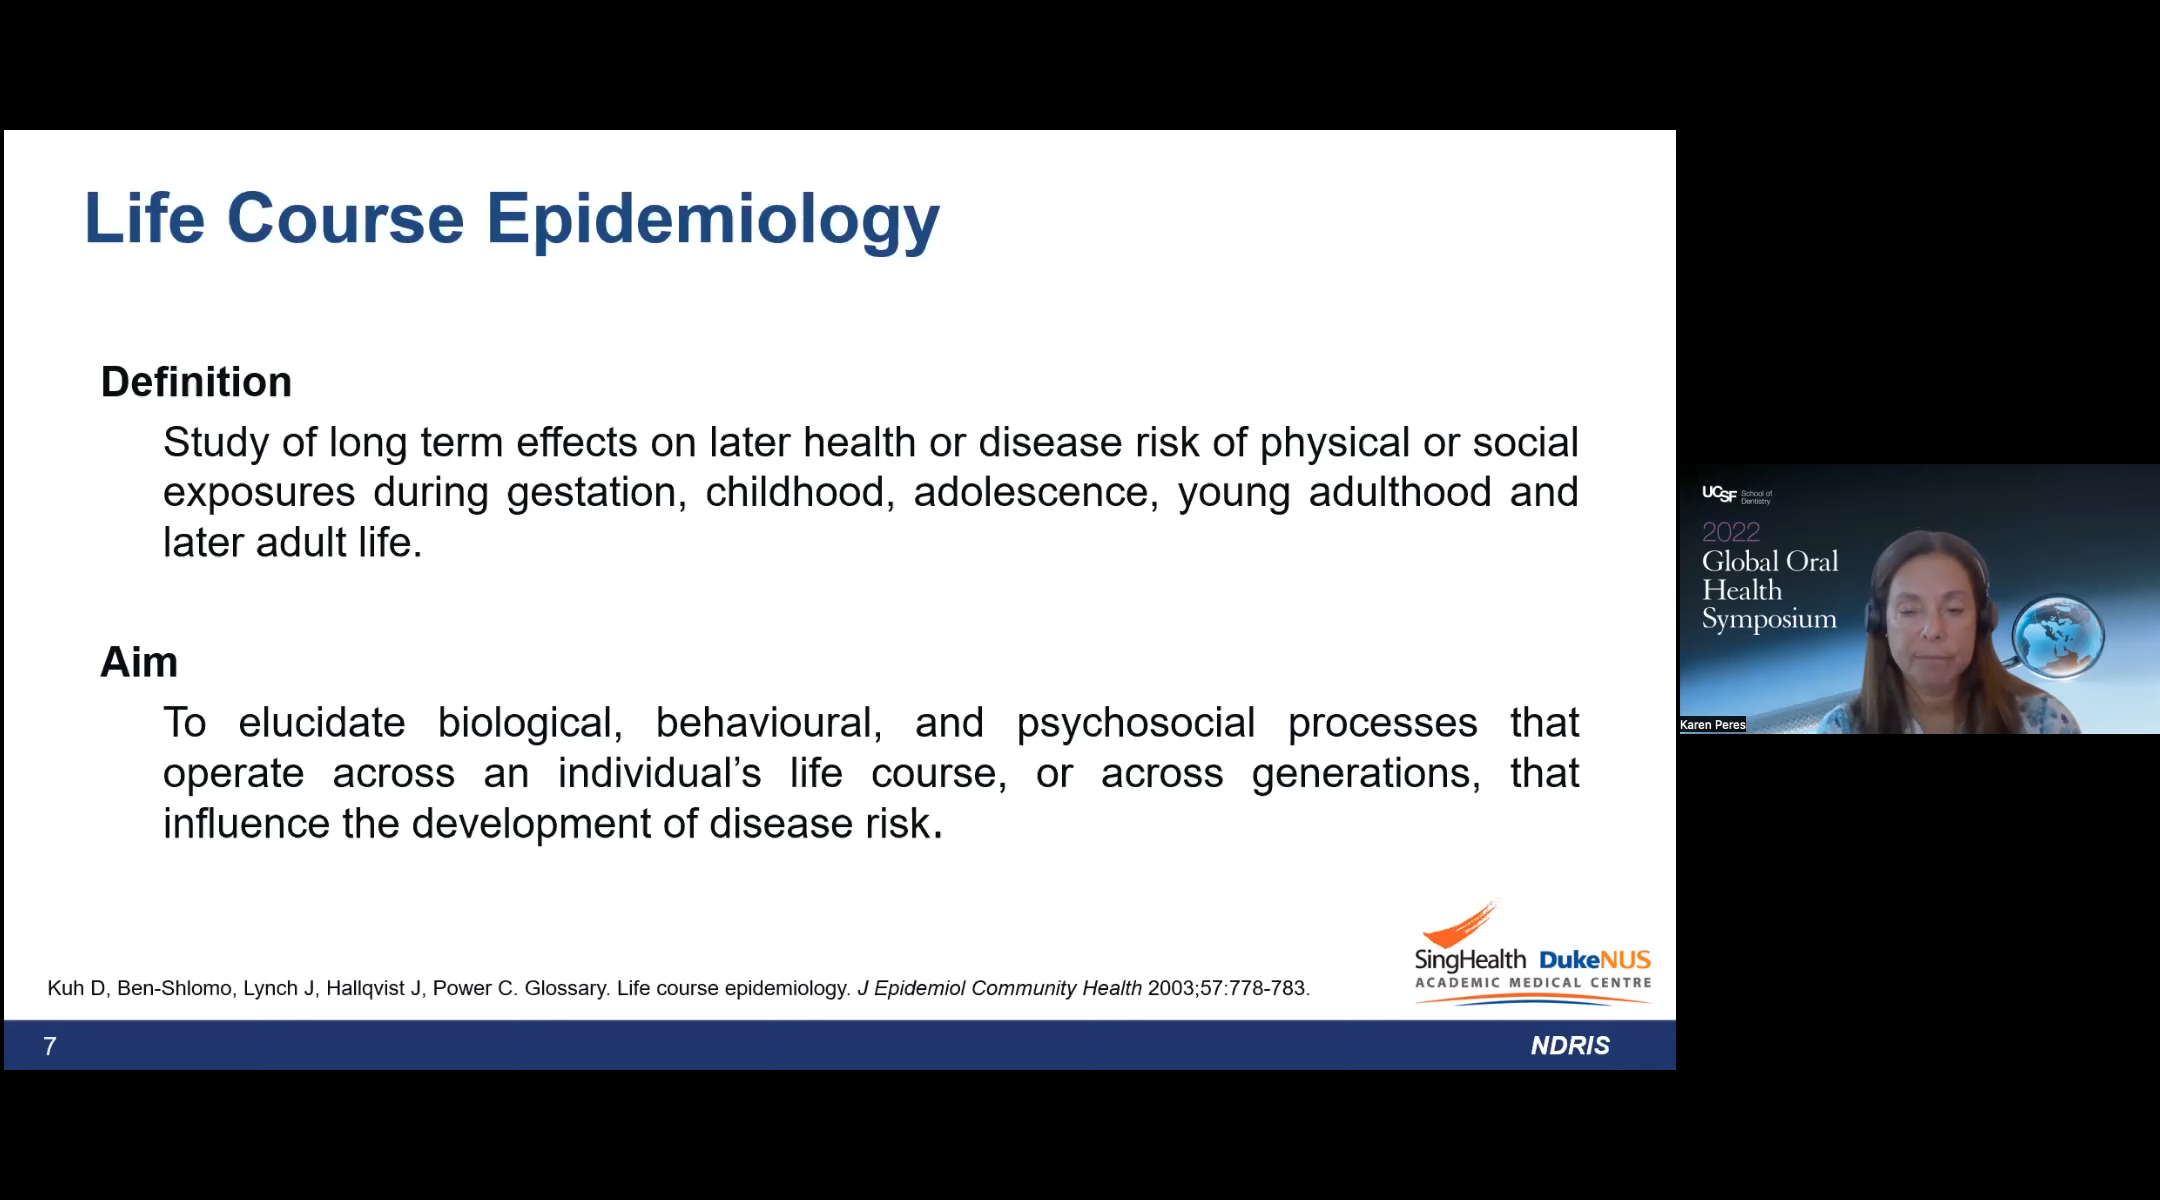 Life Course Epidemiology
Definition
Study of long term effects on later health or disease risk of physical or social
exposures during gestation, childhood, adolescence, young adulthood and
later adult life.
Aim
To elucidate biological, behavioural, and psychosocial processes that
operate across an individual’s life course, or across generations, that
influence the development of disease risk.
SingHealth DukeNUS
ACADEMIC MEDICAL CENTRE
Kuh D, Ben-Shlomo, Lynch J, Hallqvist J, Power C. Glossary. Life course epidemiology. J Epidemiol Community Health 2003;57:778-783.
7
NDRIS
UCSF School of
Dentistry
2022
Global Oral
Health
Symposium
Karen Peres